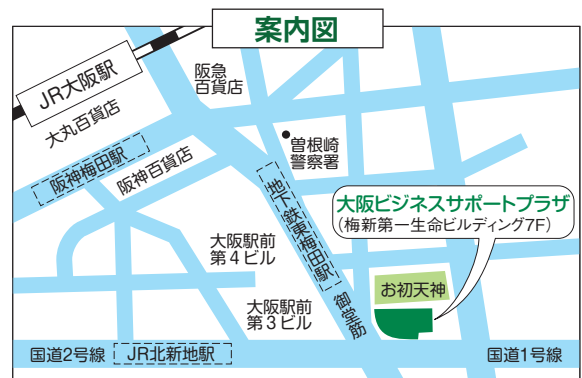 案内図
JR大阪駅
大丸百貨店
阪急
百貨店
阪神梅田駅
阪神百貨店
曽根崎
警察署
地下鉄東梅田駅
大阪ビジネスサポートプラザ
(梅新第一生命ビルディング7F)
大阪駅前
第4ビル
お初天神
大阪駅前
第3ビル
御堂筋
国道2号線
JR北新地駅
国道1号線